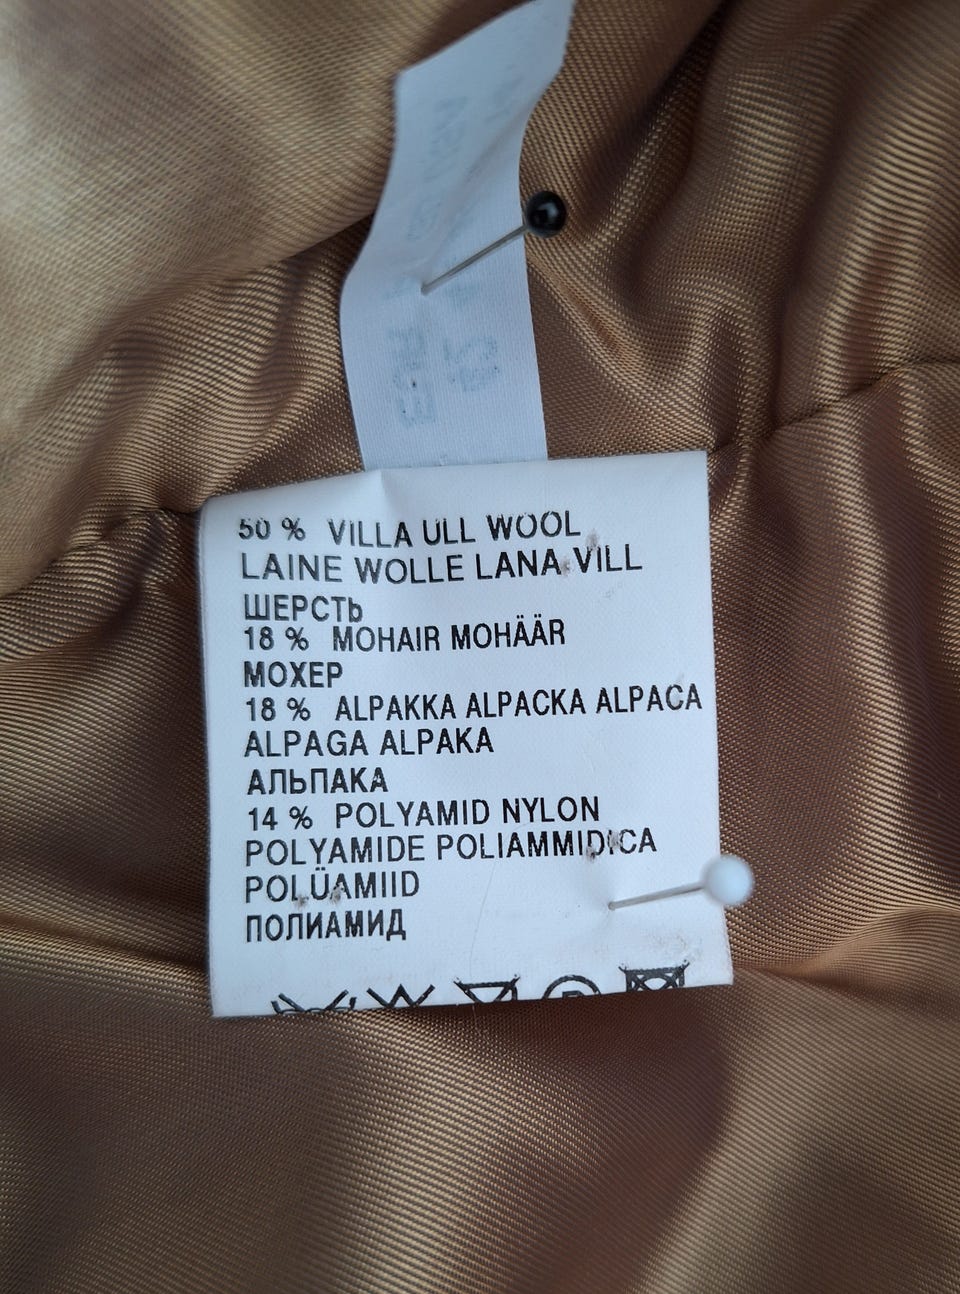 50 % VILLA ULL WOOL
LAINE WOLLE LANA VILL
ШЕРСТЬ
18 % MOHAIR MOHÄÄR
МОХЕР
18 % ALPAKKA ALPACKA ALPACA
ALPAGA ALPAKA
АЛЬПАКА
14 % POLYAMID NYLON
POLYAMIDE POLIAMMIDICA
POLÜAMIID
ПОЛИАМИД